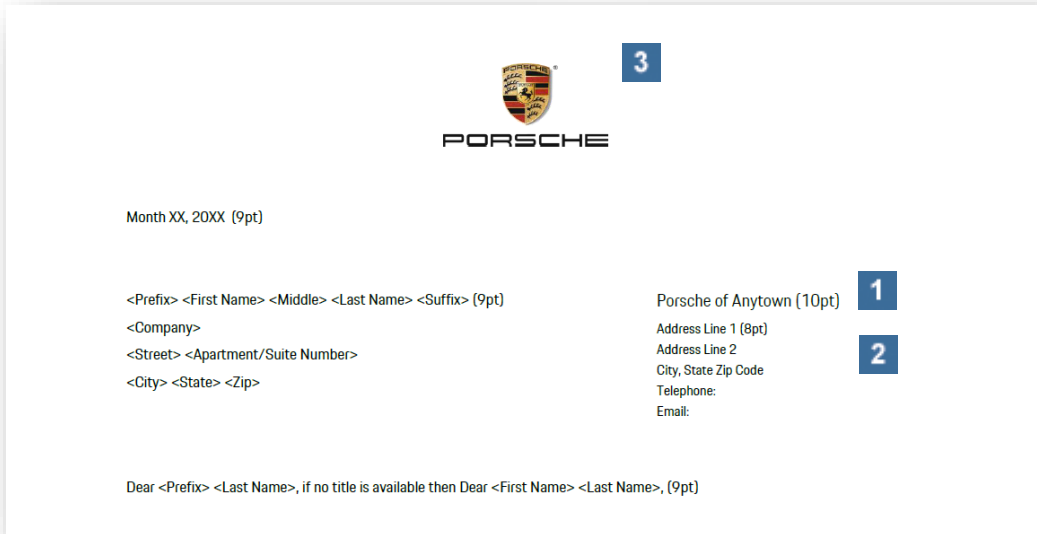 3
PORSCHE
®
PORSCHE
Month XX, 20XX (9pt)
<Prefix> <First Name> <Middle> <Last Name> <Suffix> (9pt)
<Company>
<Street> <Apartment/Suite Number>
<City> <State> <Zip>
Porsche of Anytown (10pt)
1
Address Line 1 (8pt)
Address Line 2
2
City, State Zip Code
Telephone:
Email:
Dear <Prefix> <Last Name>, if no title is available then Dear <First Name> <Last Name>, (9pt)